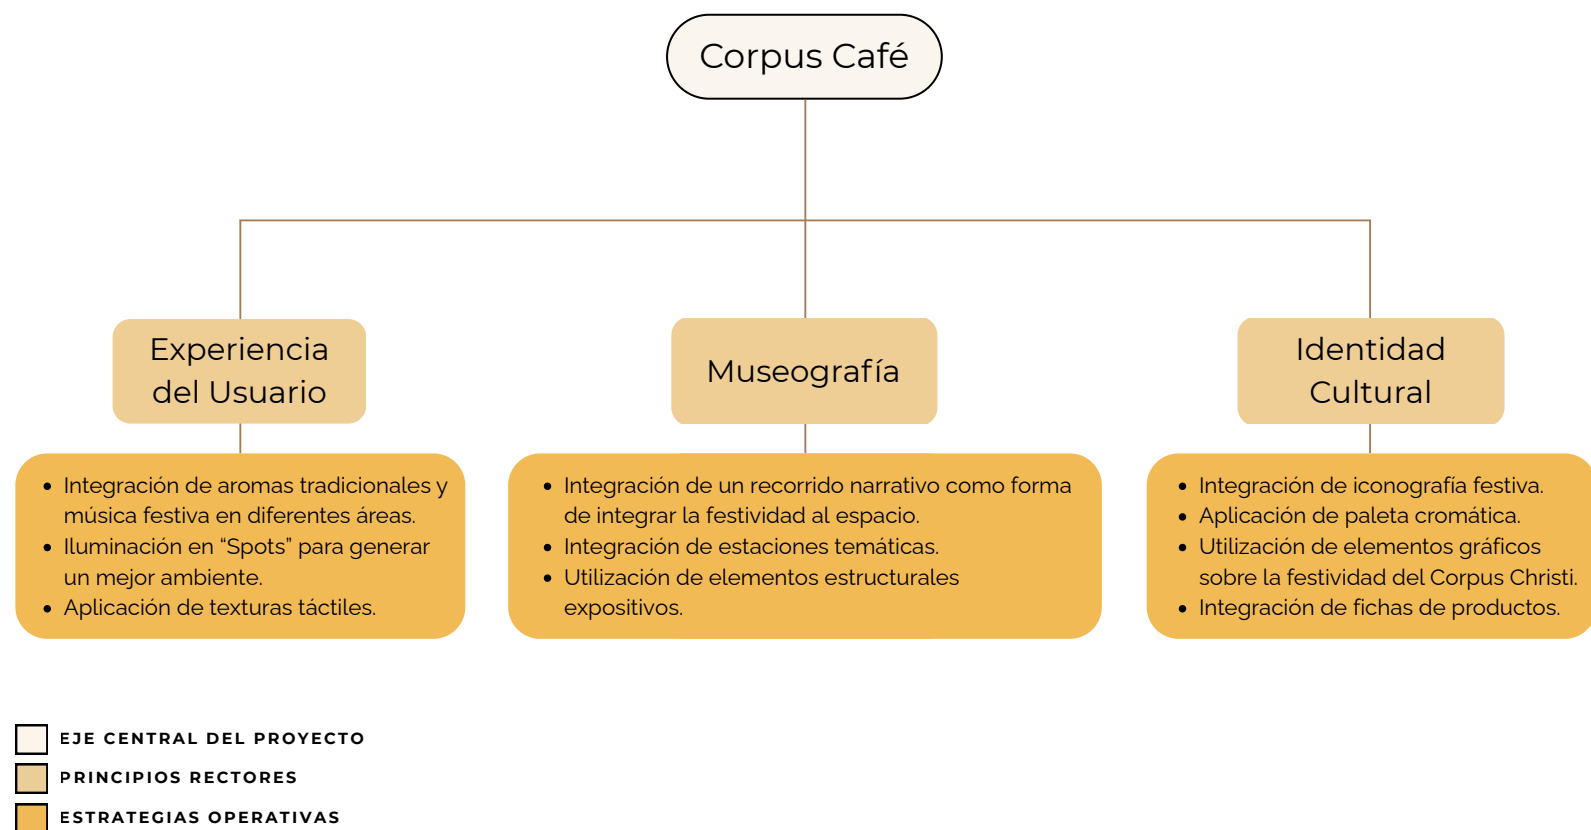 Corpus Café
Experiencia
del Usuario
Museografía
Identidad
Cultural
• Integración de aromas tradicionales y
música festiva en diferentes áreas.
• Iluminación en “Spots” para generar
un mejor ambiente.
• Aplicación de texturas táctiles.
• Integración de un recorrido narrativo como forma
de integrar la festividad al espacio.
• Integración de estaciones temáticas.
• Utilización de elementos estructurales
expositivos.
• Integración de iconografía festiva.
• Aplicación de paleta cromática.
• Utilización de elementos gráficos
sobre la festividad del Corpus Christi.
• Integración de fichas de productos.
EJE CENTRAL DEL PROYECTO
PRINCIPIOS RECTORES
ESTRATEGIAS OPERATIVAS